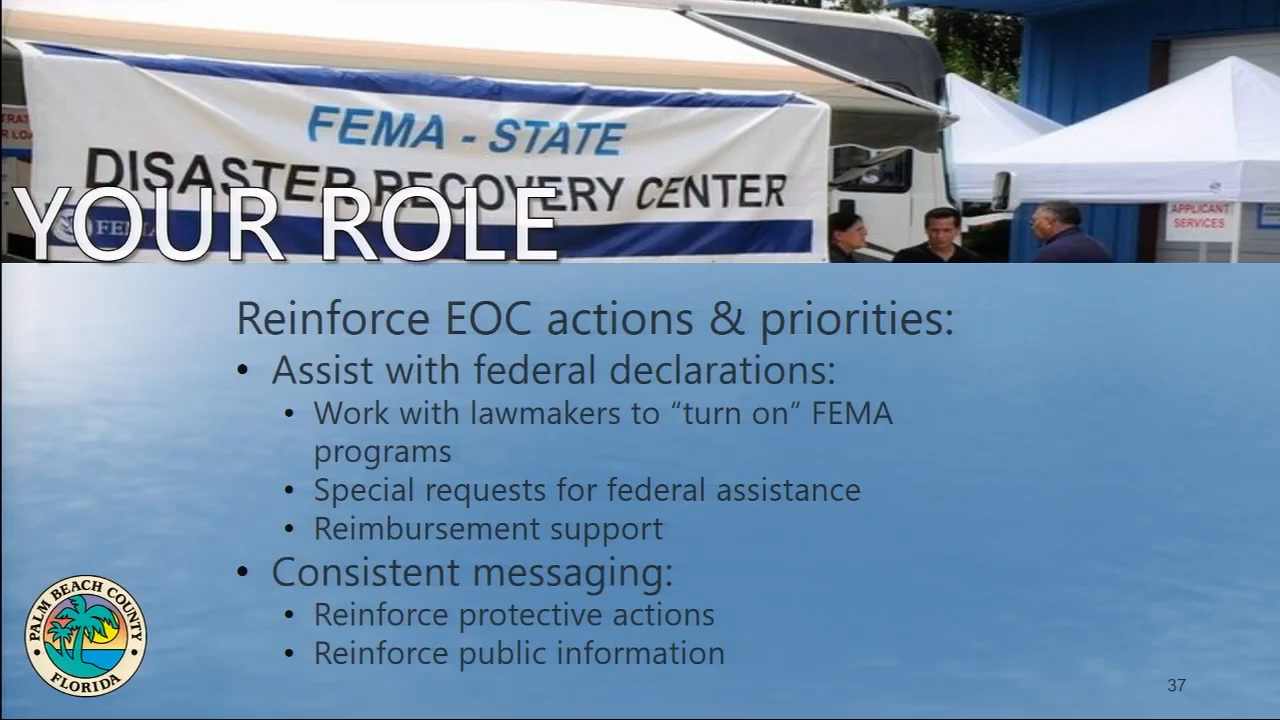 FEMA - STATE
DISASTER RECOVERY CENTER
FEMA
APPLICANT
SERVICES
YOUR ROLE
Reinforce EOC actions & priorities:
• Assist with federal declarations:
• Work with lawmakers to “turn on” FEMA
programs
• Special requests for federal assistance
• Reimbursement support
• Consistent messaging:
• Reinforce protective actions
• Reinforce public information
PALM BEACH COUNTY
FLORIDA
37